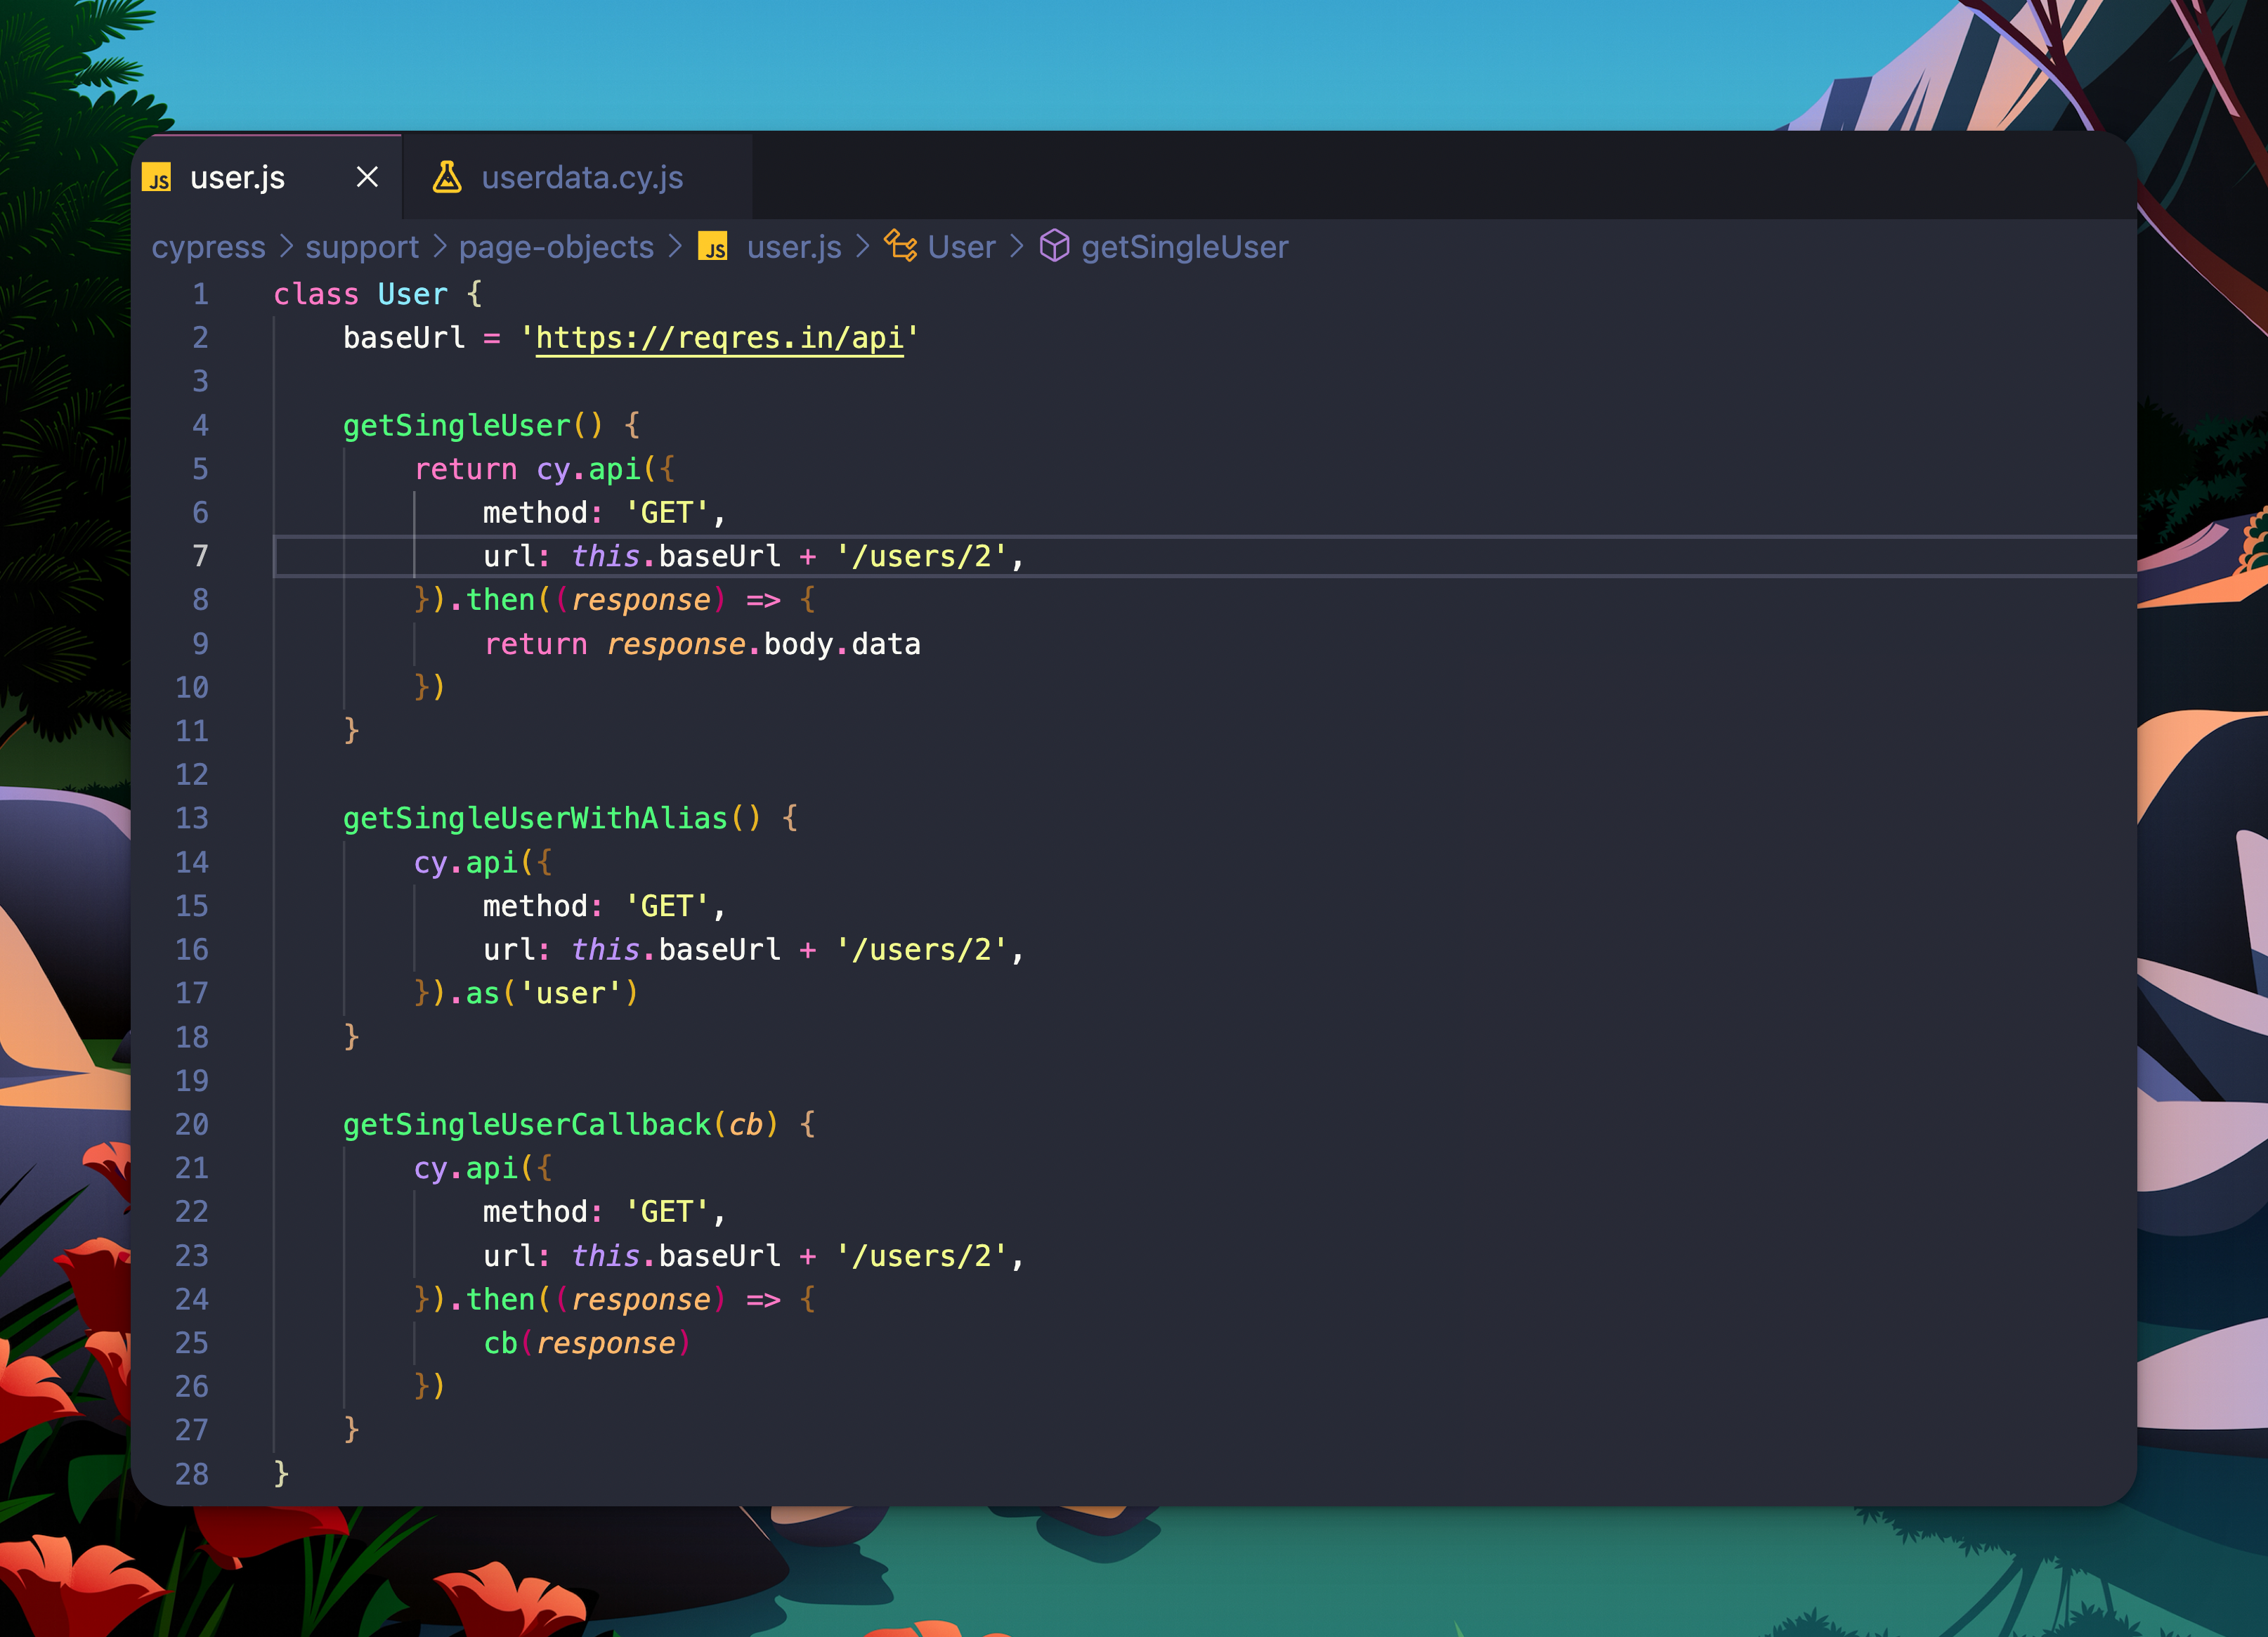 JS user.js userdata.cy.js
cypress > support > page-objects > JS user.js > User > getSingleUser
1 class User {
2     baseUrl = 'https://reqres.in/api'
3
4     getSingleUser() {
5         return cy.api({
6             method: 'GET',
7             url: this.baseUrl + '/users/2',
8         }).then((response) => {
9             return response.body.data
10         })
11     }
12
13     getSingleUserWithAlias() {
14         cy.api({
15             method: 'GET',
16             url: this.baseUrl + '/users/2',
17         }).as('user')
18     }
19
20     getSingleUserCallback(cb) {
21         cy.api({
22             method: 'GET',
23             url: this.baseUrl + '/users/2',
24         }).then((response) => {
25             cb(response)
26         })
27     }
28 }